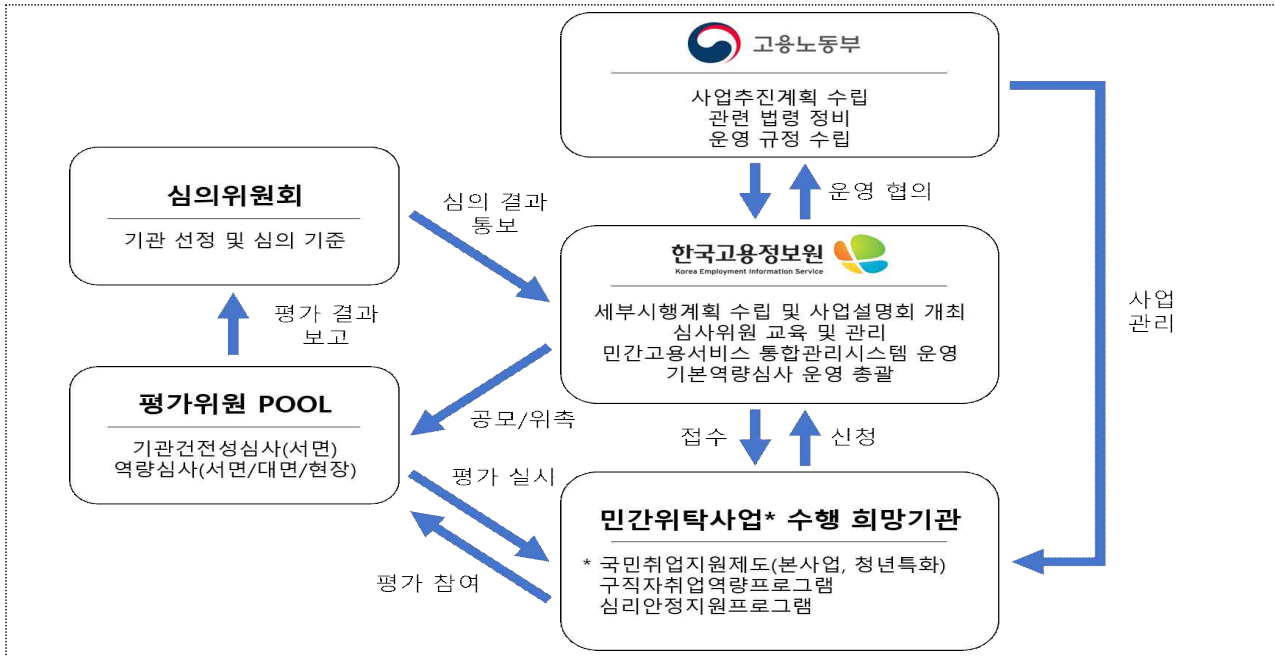 고용노동부
사업추진계획 수립
관련 법령 정비
운영 규정 수립
심의위원회
기관 선정 및 심의 기준
심의 결과
통보
운영 협의
한국고용정보원
Korea Employment Information Service
세부시행계획 수립 및 사업설명회 개최
심사위원 교육 및 관리
민간고용서비스 통합관리시스템 운영
기본역량심사 운영 총괄
사업
관리
평가 결과
보고
평가위원 POOL
기관건전성심사(서면)
역량심사(서면/대면/현장)
공모/위촉
접수
신청
평가 실시
민간위탁사업* 수행 희망기관
* 국민취업지원제도(본사업, 청년특화)
구직자취업역량프로그램
심리안정지원프로그램
평가 참여